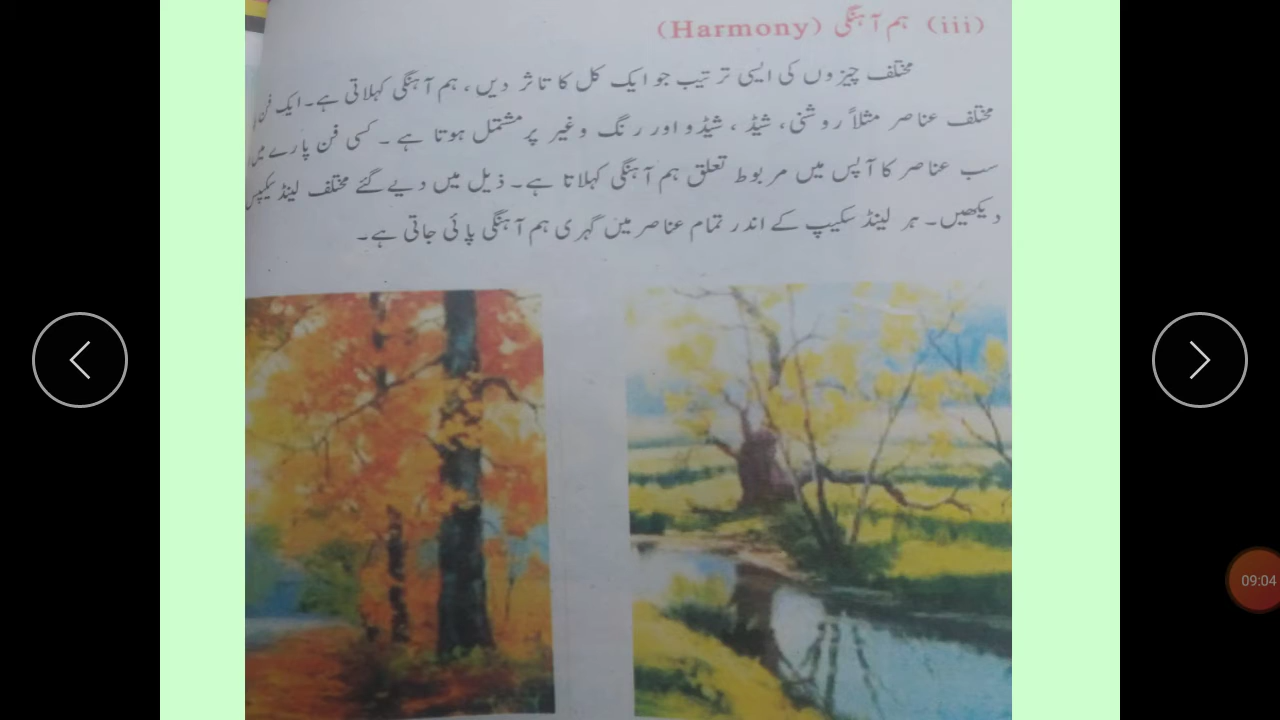 (iii) ہم آہنگی (Harmony)
مختلف چیزوں کی ایسی ترتیب جو ایک کل کا تاثر دیں، ہم آہنگی کہلاتی ہے۔ ایک فن
مختلف عناصر مثلاً روشنی، شیڈ، شیڈو اور رنگ وغیرہ پر مشتمل ہوتا ہے۔ کسی فن پارے میں
سب عناصر کا آپس میں مربوط تعلق ہم آہنگی کہلاتا ہے۔ ذیل میں دیے گئے مختلف لینڈ سکیپس
دیکھیں۔ ہر لینڈ سکیپ کے اندر تمام عناصر میں گہری ہم آہنگی پائی جاتی ہے۔
09:04